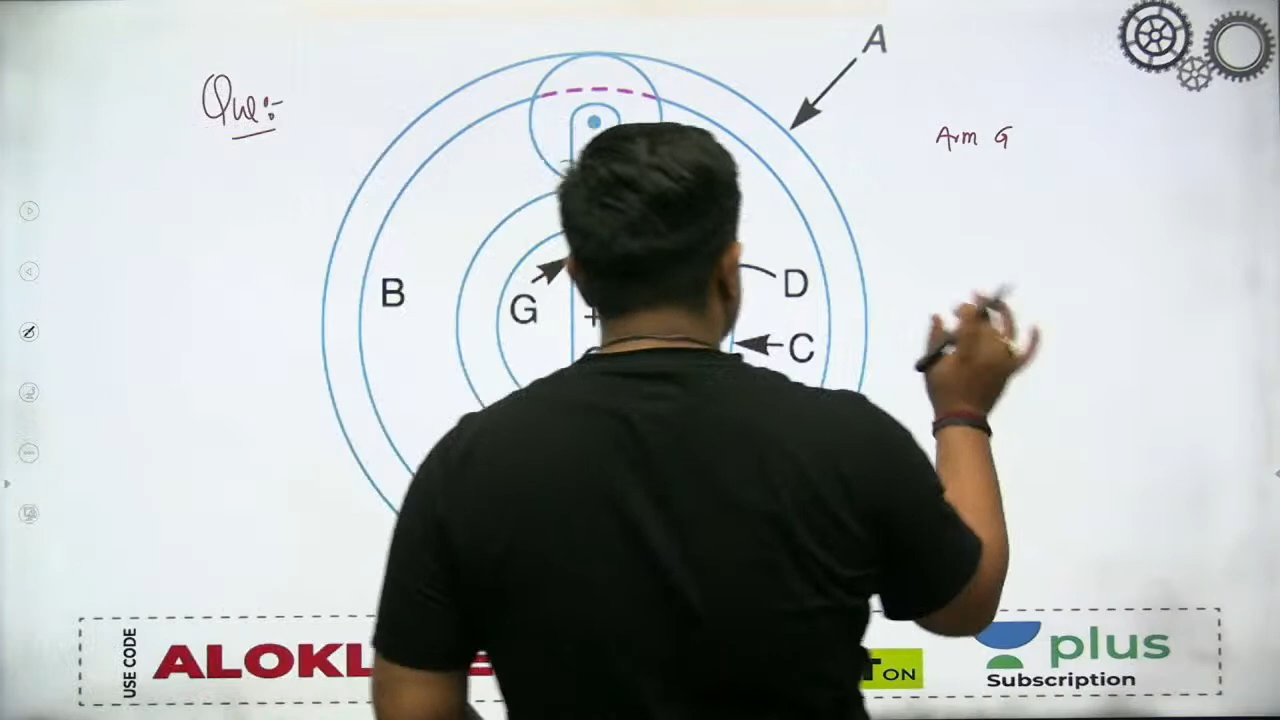 A
Que:-
Arm G
B
G
D
C
USE CODE
ALOKL
ON
plus
Subscription